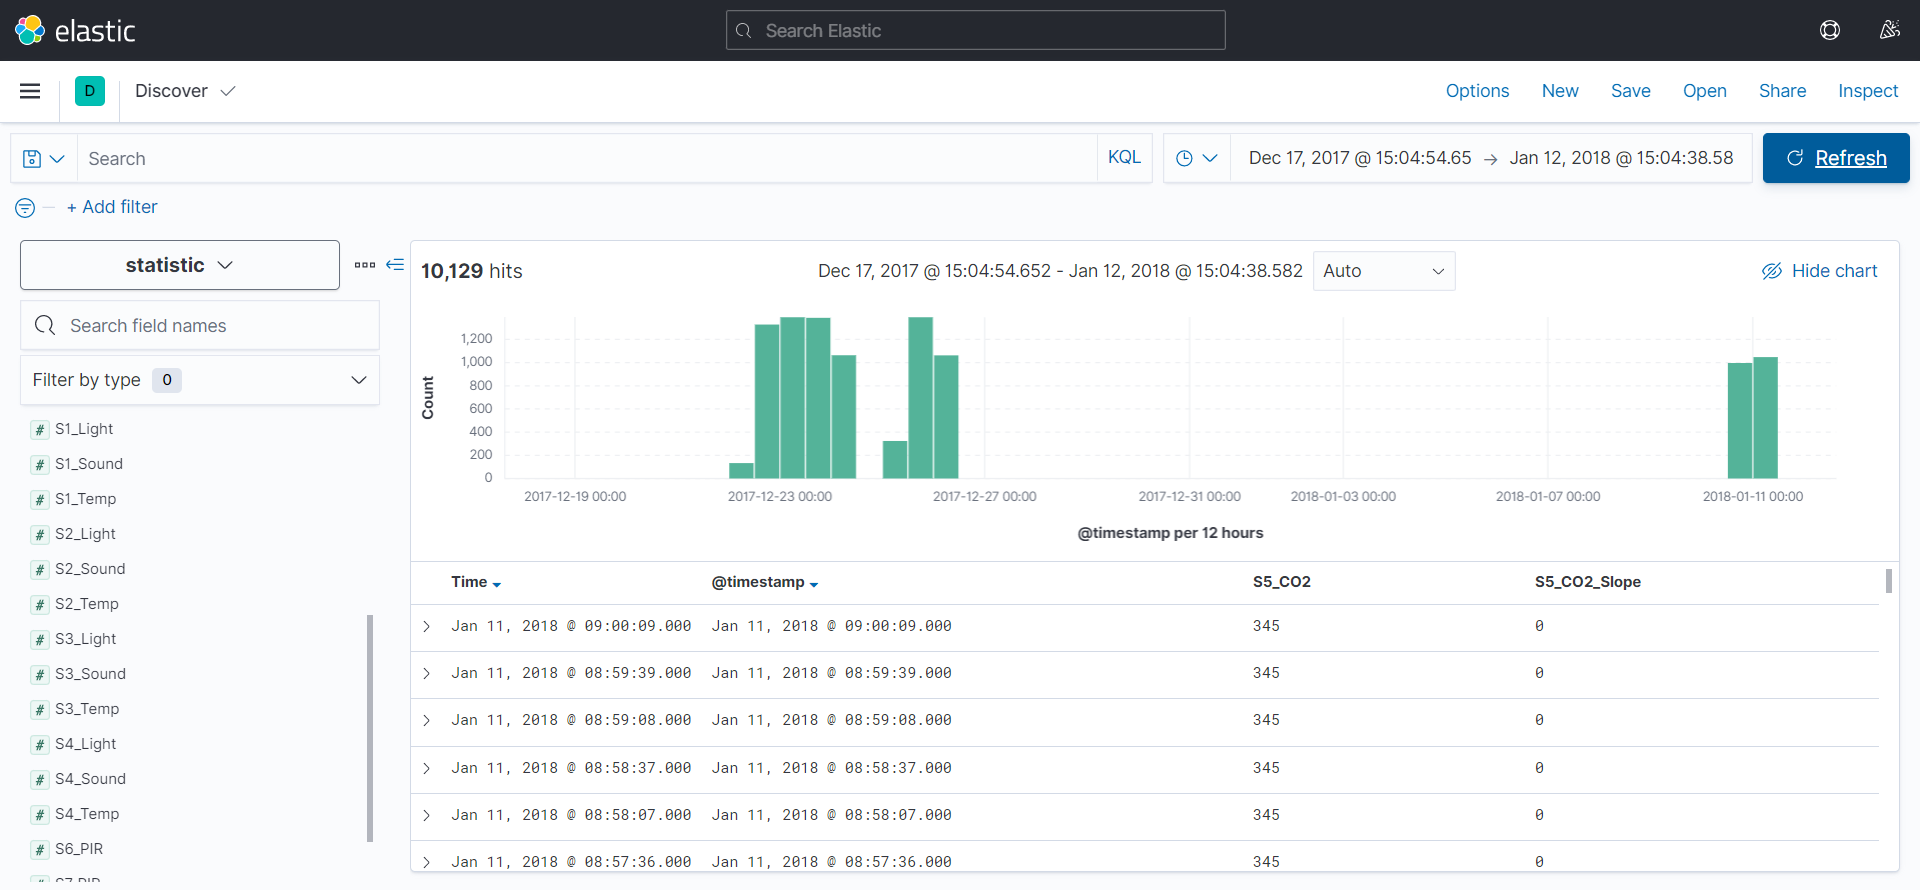 elastic
Search Elastic
D
Discover
Options New Save Open Share Inspect
Search
KQL
Dec 17, 2017 @ 15:04:54.65 → Jan 12, 2018 @ 15:04:38.58
Refresh
+ Add filter
statistic
Search field names
Filter by type 0
# S1_Light
# S1_Sound
# S1_Temp
# S2_Light
# S2_Sound
# S2_Temp
# S3_Light
# S3_Sound
# S3_Temp
# S4_Light
# S4_Sound
# S4_Temp
# S6_PIR
# S7_PIR
10,129 hits
Dec 17, 2017 @ 15:04:54.652 - Jan 12, 2018 @ 15:04:38.582
Auto
Hide chart
Count
1,200
1,000
800
600
400
200
0
2017-12-19 00:00 2017-12-23 00:00 2017-12-27 00:00 2017-12-31 00:00 2018-01-03 00:00 2018-01-07 00:00 2018-01-11 00:00
@timestamp per 12 hours
Time @timestamp S5_CO2 S5_CO2_Slope
Jan 11, 2018 @ 09:00:09.000 Jan 11, 2018 @ 09:00:09.000 345 0
Jan 11, 2018 @ 08:59:39.000 Jan 11, 2018 @ 08:59:39.000 345 0
Jan 11, 2018 @ 08:59:08.000 Jan 11, 2018 @ 08:59:08.000 345 0
Jan 11, 2018 @ 08:58:37.000 Jan 11, 2018 @ 08:58:37.000 345 0
Jan 11, 2018 @ 08:58:07.000 Jan 11, 2018 @ 08:58:07.000 345 0
Jan 11, 2018 @ 08:57:36.000 Jan 11, 2018 @ 08:57:36.000 345 0